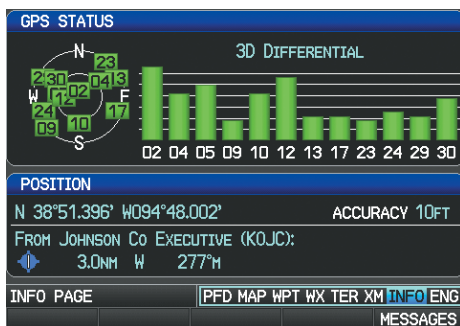 GPS STATUS
3D DIFFERENTIAL
N
23
2 30 04 13
W 12 02 E
24 17
09 10
S
02 04 05 09 10 12 13 17 23 24 29 30
POSITION
N 38°51.396' W094°48.002' ACCURACY 10FT
FROM JOHNSON CO EXECUTIVE (KOJC):
3.0NM W 277°M
INFO PAGE PFD MAP WPT WX TER XM INFO ENG
MESSAGES